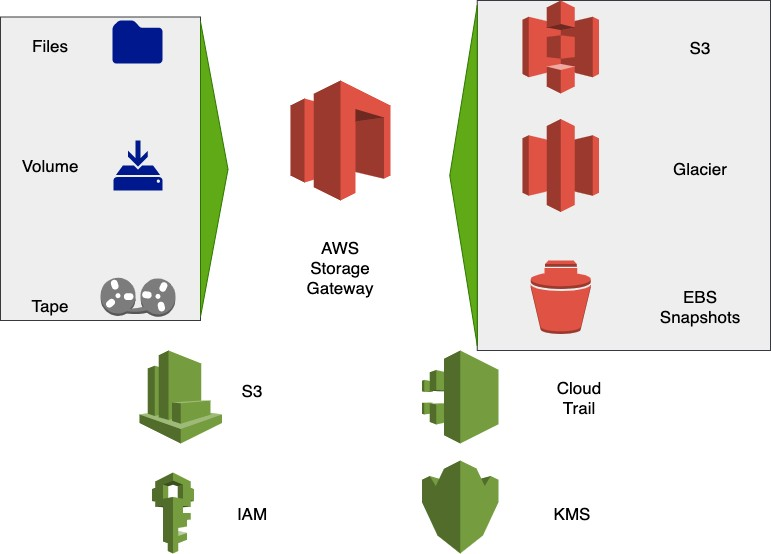 Files
Volume
Tape
AWS
Storage
Gateway
S3
Glacier
EBS
Snapshots
S3
Cloud
Trail
IAM
KMS